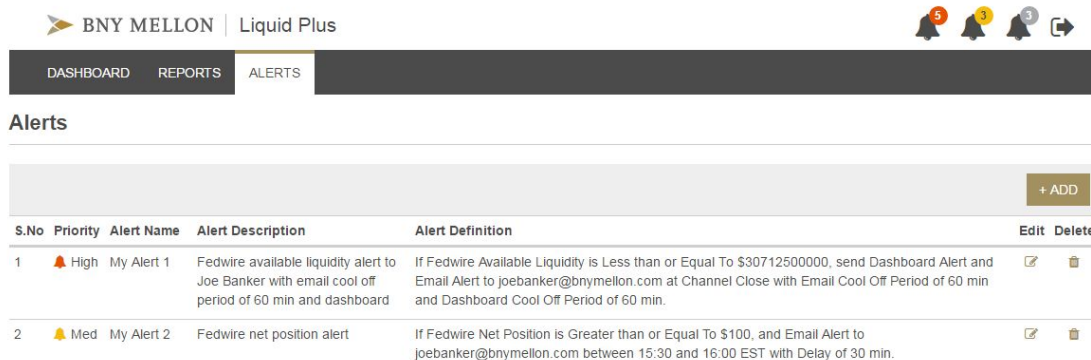 BNY MELLON | Liquid Plus
5 3 3
DASHBOARD REPORTS ALERTS
Alerts
+ ADD
S.No Priority Alert Name Alert Description Alert Definition Edit Delete
1 High My Alert 1 Fedwire available liquidity alert to If Fedwire Available Liquidity is Less than or Equal To $30712500000, send Dashboard Alert and
Joe Banker with email cool off Email Alert to joebanker@bnymellon.com at Channel Close with Email Cool Off Period of 60 min
period of 60 min and dashboard and Dashboard Cool Off Period of 60 min.
2 Med My Alert 2 Fedwire net position alert If Fedwire Net Position is Greater than or Equal To $100, and Email Alert to
joebanker@bnymellon.com between 15:30 and 16:00 EST with Delay of 30 min.